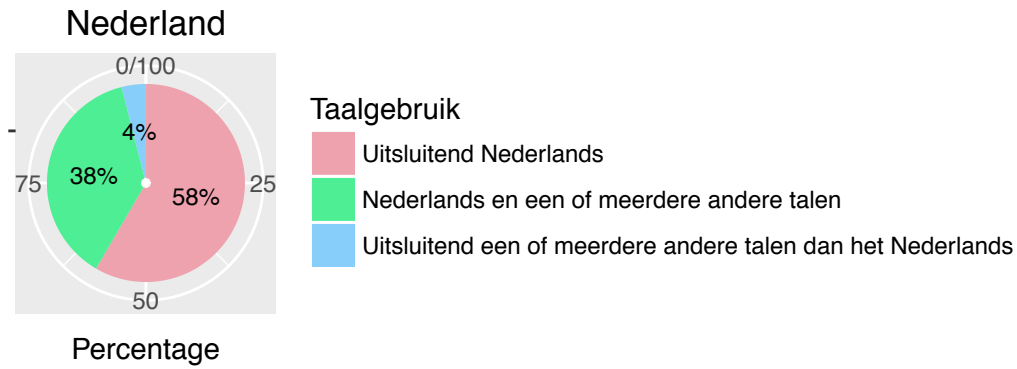 Nederland
0/100
4%
38%
58%
75
25
50
Percentage
Taalgebruik
Uitsluitend Nederlands
Nederlands en een of meerdere andere talen
Uitsluitend een of meerdere andere talen dan het Nederlands